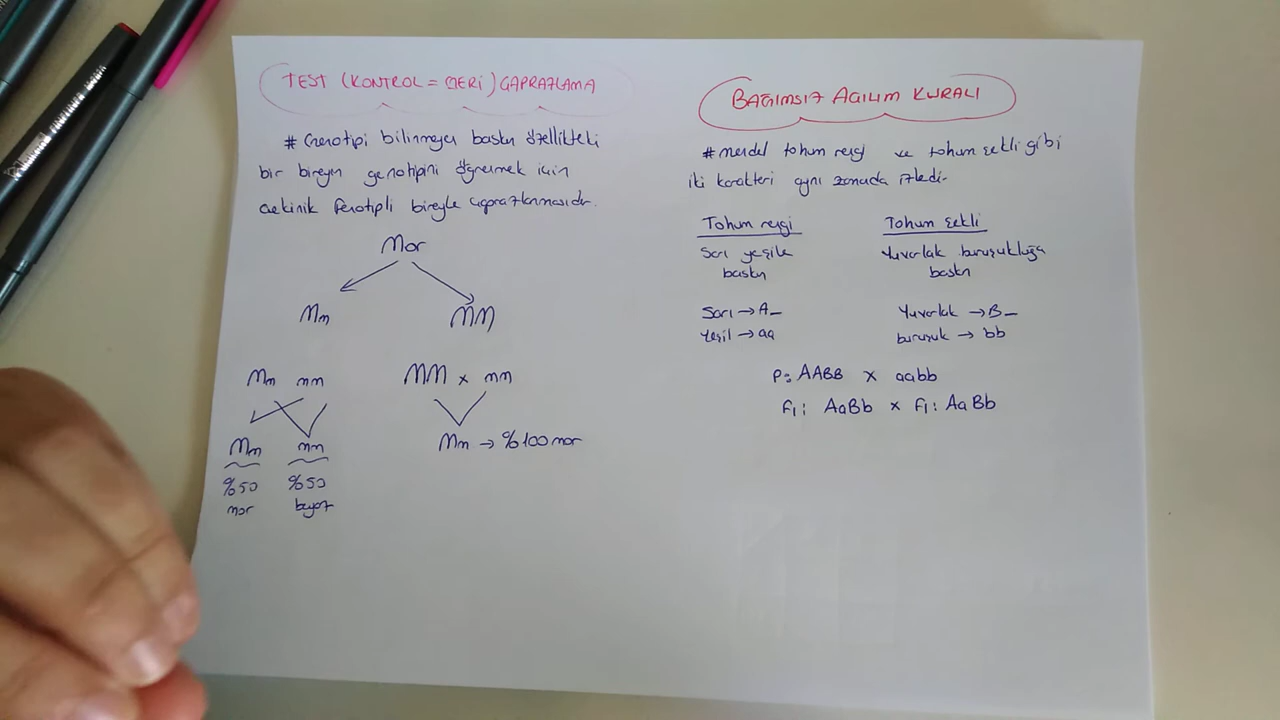 TEST (KONTROL = GERİ) ÇAPRAZLAMA
# Genotipi bilinmeyen baskın özellikteki
bir bireyin genotipini öğrenmek için
çekinik fenotipli bireyle çaprazlanmasıdır.
Mor
Mm MM
Mm mm
Mm mm
%50 %50
mor beyaz
MM x mm
Mm → %100 mor
BAĞIMSIZ AÇILIM KURALI
# mendel tohum rengi ve tohum şekli gibi
iki karakteri aynı zamanda izledi.
Tohum rengi
Sarı yeşile
baskın
Sarı → A_
Yeşil → aa
Tohum şekli
Yuvarlak buruşukluğa
baskın
Yuvarlak → B_
buruşuk → bb
P: AABB x aabb
F1: AaBb x F1: AaBb